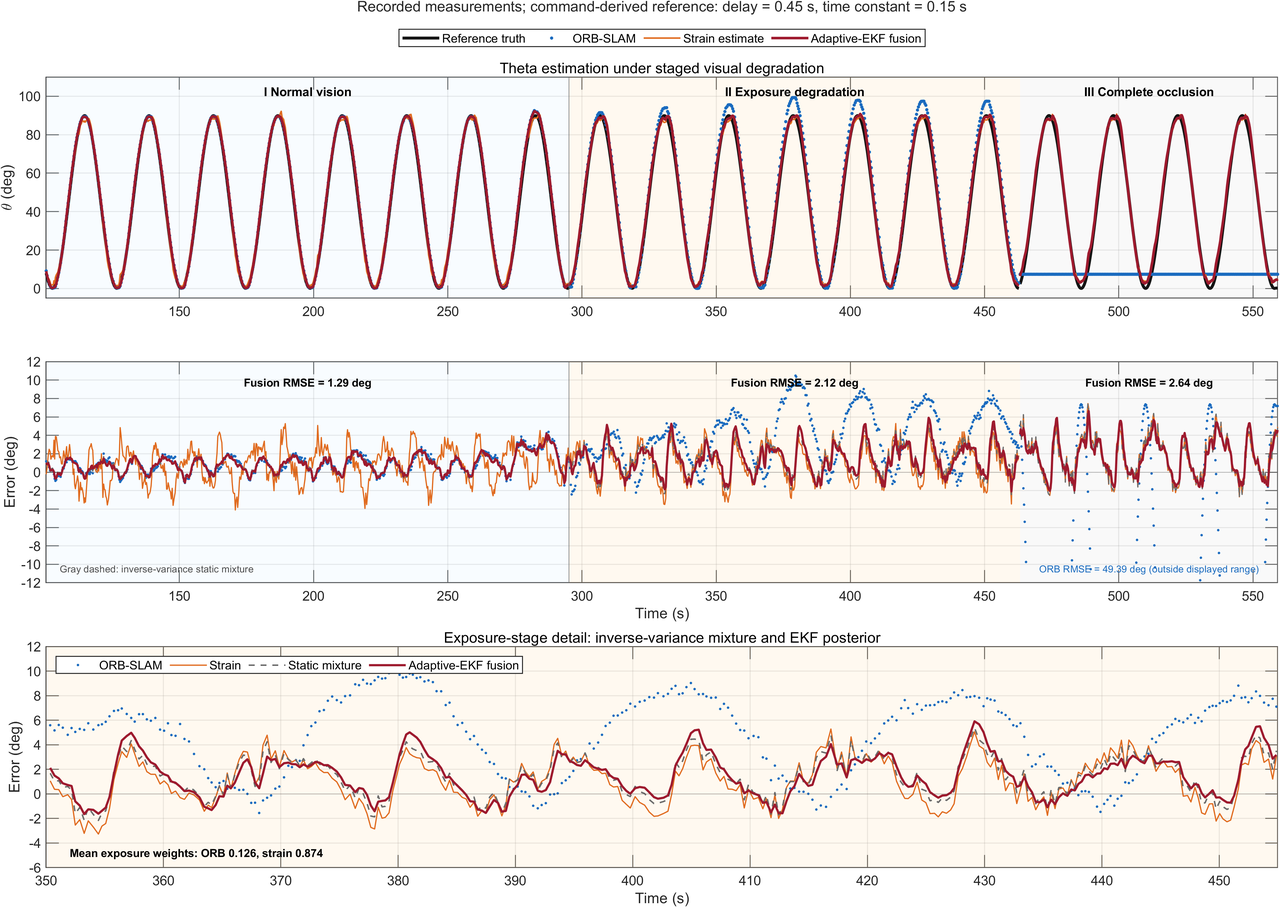 Recorded measurements; command-derived reference: delay = 0.45 s, time constant = 0.15 s
Reference truth ORB-SLAM Strain estimate Adaptive-EKF fusion
Theta estimation under staged visual degradation
I Normal vision II Exposure degradation III Complete occlusion
100
80
60
40
20
0
θ (deg)
150 200 250 300 350 400 450 500 550
12
10
8
6
4
2
0
-2
-4
-6
-8
-10
-12
Error (deg)
Fusion RMSE = 1.29 deg Fusion RMSE = 2.12 deg Fusion RMSE = 2.64 deg
Gray dashed: inverse-variance static mixture ORB RMSE = 49.39 deg (outside displayed range)
150 200 250 300 350 400 450 500 550
Time (s)
Exposure-stage detail: inverse-variance mixture and EKF posterior
ORB-SLAM Strain Static mixture Adaptive-EKF fusion
12
10
8
6
4
2
0
-2
-4
-6
Error (deg)
Mean exposure weights: ORB 0.126, strain 0.874
350 360 370 380 390 400 410 420 430 440 450
Time (s)